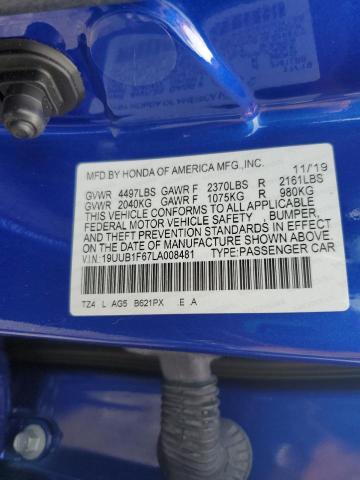 MFD.BY HONDA OF AMERICA MFG.,INC. 11/19
GVWR 4497LBS GAWR F 2370LBS R 2161LBS
GVWR 2040KG GAWR F 1075KG R 980KG
THIS VEHICLE CONFORMS TO ALL APPLICABLE
FEDERAL MOTOR VEHICLE SAFETY , BUMPER,
AND THEFT PREVENTION STANDARDS IN EFFECT
ON THE DATE OF MANUFACTURE SHOWN ABOVE.
V.I.N:19UUB1F67LA008481 TYPE:PASSENGER CAR
TZ4 L AG5 B621PX E A